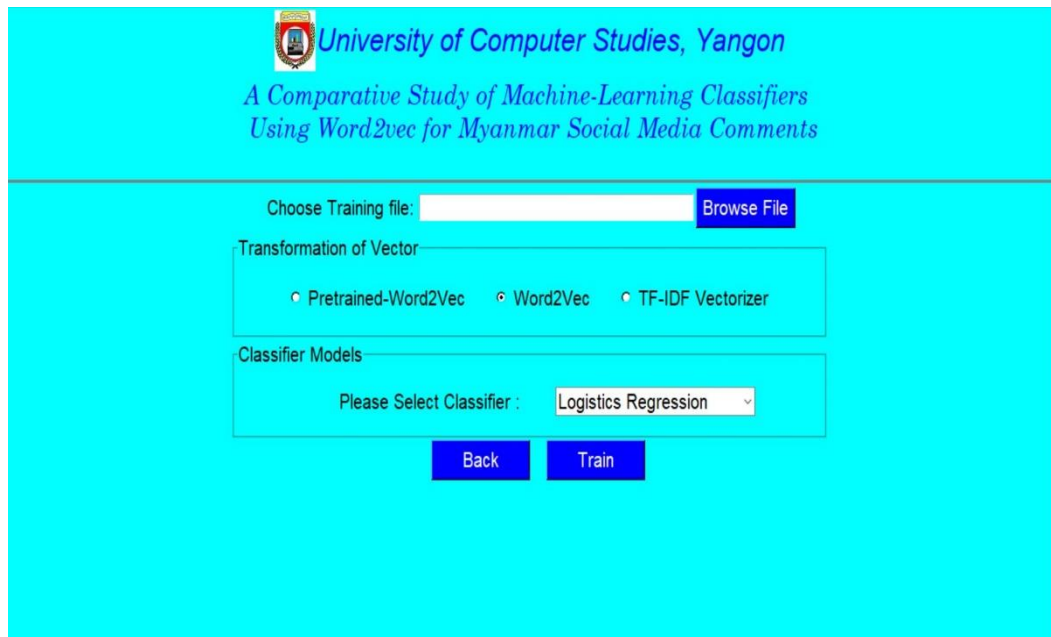 University of Computer Studies, Yangon
A Comparative Study of Machine-Learning Classifiers
Using Word2vec for Myanmar Social Media Comments
Choose Training file: Browse File
Transformation of Vector
Pretrained-Word2Vec Word2Vec TF-IDF Vectorizer
Classifier Models
Please Select Classifier : Logistics Regression
Back Train